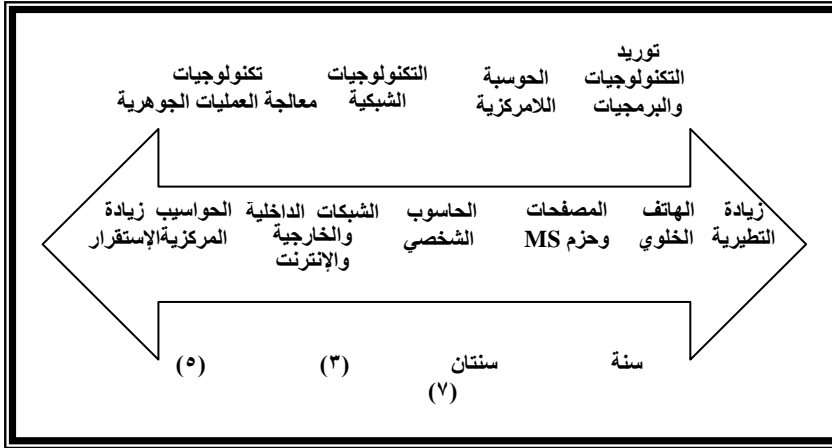 توريد
التكنولوجيات
والبرمجيات
الحوسبة
اللامركزية
التكنولوجيات
الشبكية
تكنولوجيات
معالجة العمليات الجوهرية
زيادة
التطيرية
الهاتف
الخلوي
المصفحات
وحزم MS
الحاسوب
الشخصي
الشبكات الداخلية
والخارجية
والإنترنت
الحواسيب
المركزية
زيادة
الإستقرار
سنة
سنتان
(٣)
(٥)
(٧)